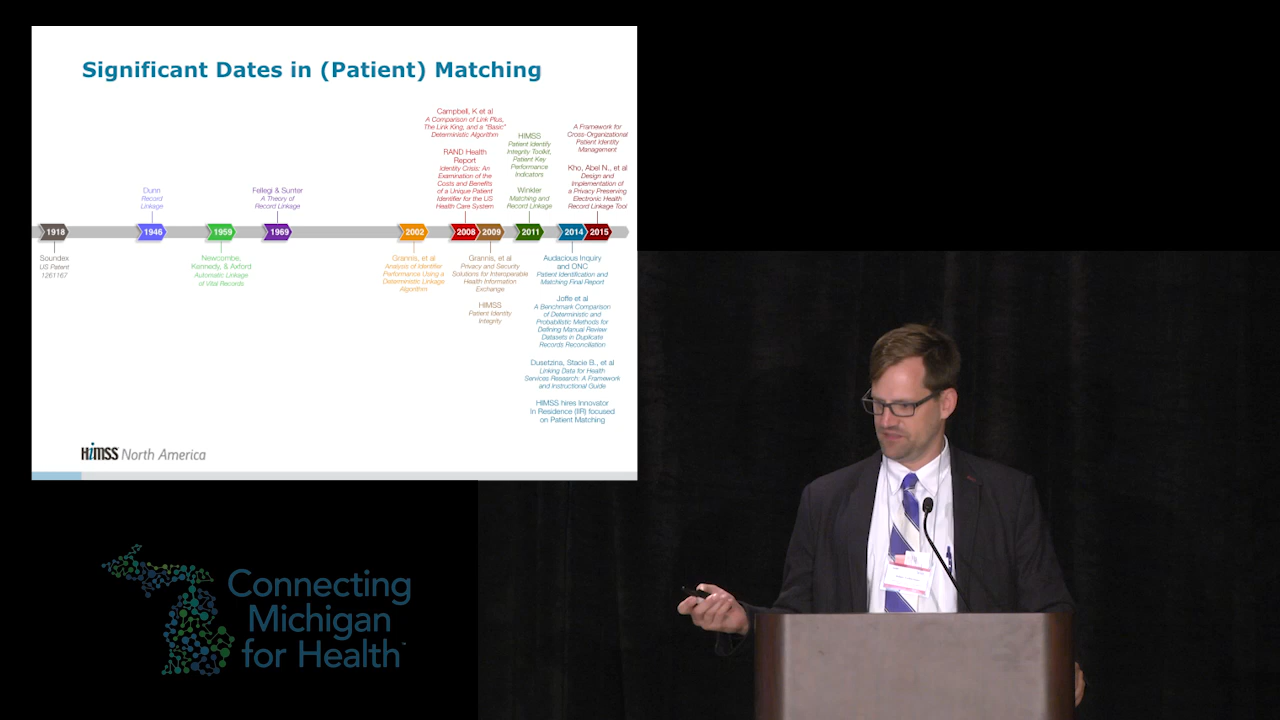 Significant Dates in (Patient) Matching
Campbell, K et al
A Comparison of Link Plus,
The Link King, and a "Basic"
Deterministic Algorithm
RAND Health
Report
Identity Crisis: An
Examination of the
Costs and Benefits
of a Unique Patient
Identifier for the US
Health Care System
HIMSS
Patient Identity
Integrity Toolkit,
Patient Key
Performance
Indicators
Winkler
Matching and
Record Linkage
A Framework for
Cross-Organizational
Patient Identity
Management
Kho, Abel N., et al
Design and
Implementation of
a Privacy Preserving
Electronic Health
Record Linkage Tool
Dunn
Record
Linkage
Fellegi & Sunter
A Theory of
Record Linkage
1918 1946 1959 1969 2002 2008 2009 2011 2014 2015
Soundex
US Patent
1261167
Newcombe,
Kennedy, & Axford
Automatic Linkage
of Vital Records
Grannis, et al
Analysis of Identifier
Performance Using a
Deterministic Linkage
Algorithm
Grannis, et al
Privacy and Security
Solutions for Interoperable
Health Information
Exchange
HIMSS
Patient Identity
Integrity
Audacious Inquiry
and ONC
Patient Identification and
Matching Final Report
Joffe et al
A Benchmark Comparison
of Deterministic and
Probabilistic Methods for
Defining Manual Review
Datasets in Duplicate
Records Reconciliation
Dusetzina, Stacie B., et al
Linking Data for Health
Services Research: A Framework
and Instructional Guide
HIMSS hires Innovator
In Residence (IIR) focused
on Patient Matching
HIMSS North America
Connecting
Michigan
for Health